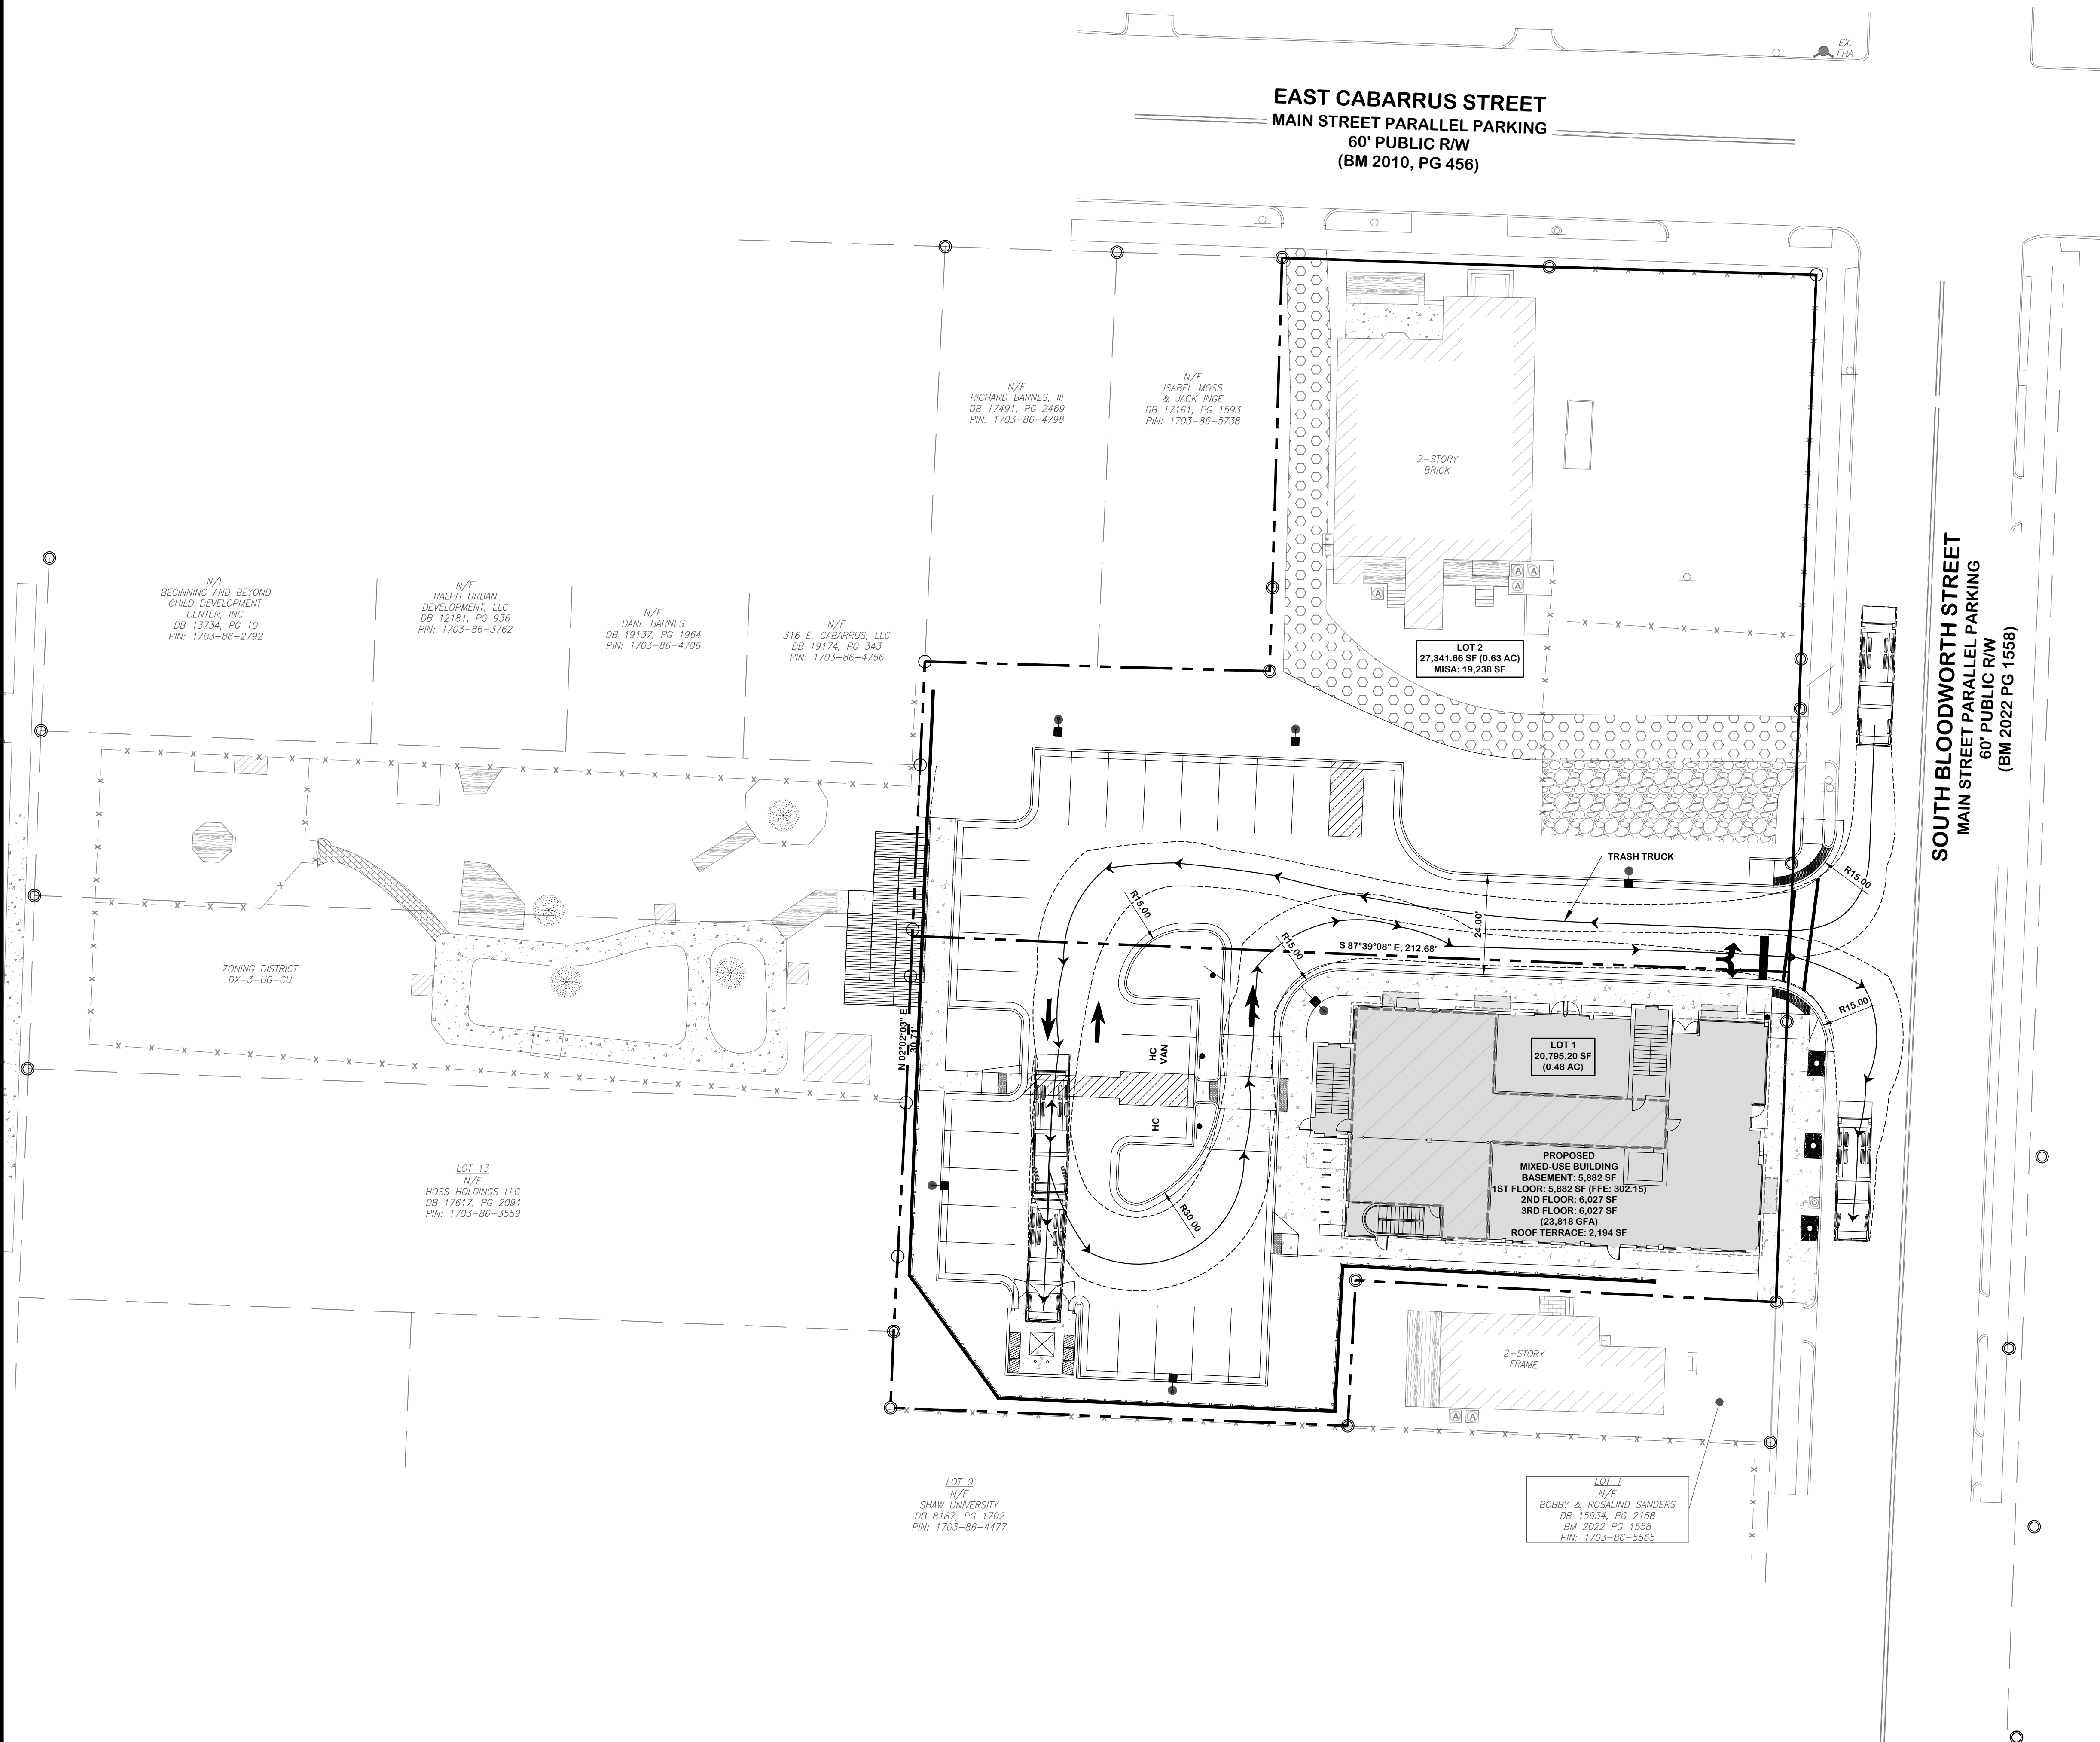 EX.
FHA
EAST CABARRUS STREET
MAIN STREET PARALLEL PARKING
60' PUBLIC R/W
(BM 2010, PG 456)
N/F
RICHARD BARNES, III
DB 17491, PG 2469
PIN: 1703-86-4798
N/F
ISABEL MOSS
& JACK INGE
DB 17161, PG 1593
PIN: 1703-86-5738
2-STORY
BRICK
A
A
A
A
N/F
BEGINNING AND BEYOND
CHILD DEVELOPMENT
CENTER, INC.
DB 13734, PG 10
PIN: 1703-86-2792
N/F
RALPH URBAN
DEVELOPMENT, LLC
DB 12181, PG 936
PIN: 1703-86-3762
N/F
DANE BARNES
DB 19137, PG 1964
PIN: 1703-86-4706
N/F
316 E. CABARRUS, LLC
DB 19174, PG 343
PIN: 1703-86-4756
LOT 2
27,341.66 SF (0.63 AC)
MISA: 19,238 SF
SOUTH BLOODWORTH STREET
MAIN STREET PARALLEL PARKING
60' PUBLIC R/W
(BM 2022 PG 1558)
TRASH TRUCK
R15.00
R15.00
R15.00
24.00'
S 87°39'08" E, 212.68'
R15.00
ZONING DISTRICT
DX-3-UG-CU
N 02°02'03" E
30.71'
HC
VAN
HC
R30.00
LOT 1
20,795.20 SF
(0.48 AC)
PROPOSED
MIXED-USE BUILDING
BASEMENT: 5,882 SF
1ST FLOOR: 5,882 SF (FFE: 302.15)
2ND FLOOR: 6,027 SF
3RD FLOOR: 6,027 SF
(23,818 GFA)
ROOF TERRACE: 2,194 SF
LOT 13
N/F
HOSS HOLDINGS LLC
DB 17617, PG 2091
PIN: 1703-86-3559
2-STORY
FRAME
A
A
LOT 9
N/F
SHAW UNIVERSITY
DB 8187, PG 1702
PIN: 1703-86-4477
LOT 1
N/F
BOBBY & ROSALIND SANDERS
DB 15934, PG 2158
BM 2022 PG 1558
PIN: 1703-86-5565